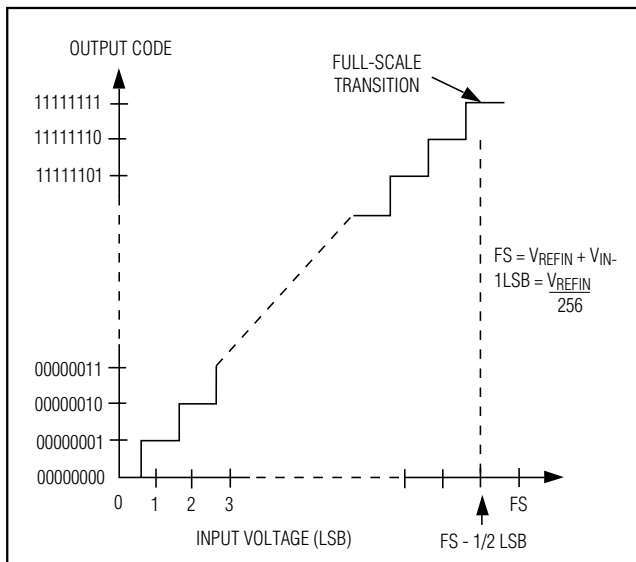 OUTPUT CODE
FULL-SCALE
TRANSITION
11111111
11111110
11111101
FS = VREFIN + VIN-
1LSB = VREFIN
256
00000011
00000010
00000001
00000000
0
1
2
3
FS
INPUT VOLTAGE (LSB)
FS - 1/2 LSB